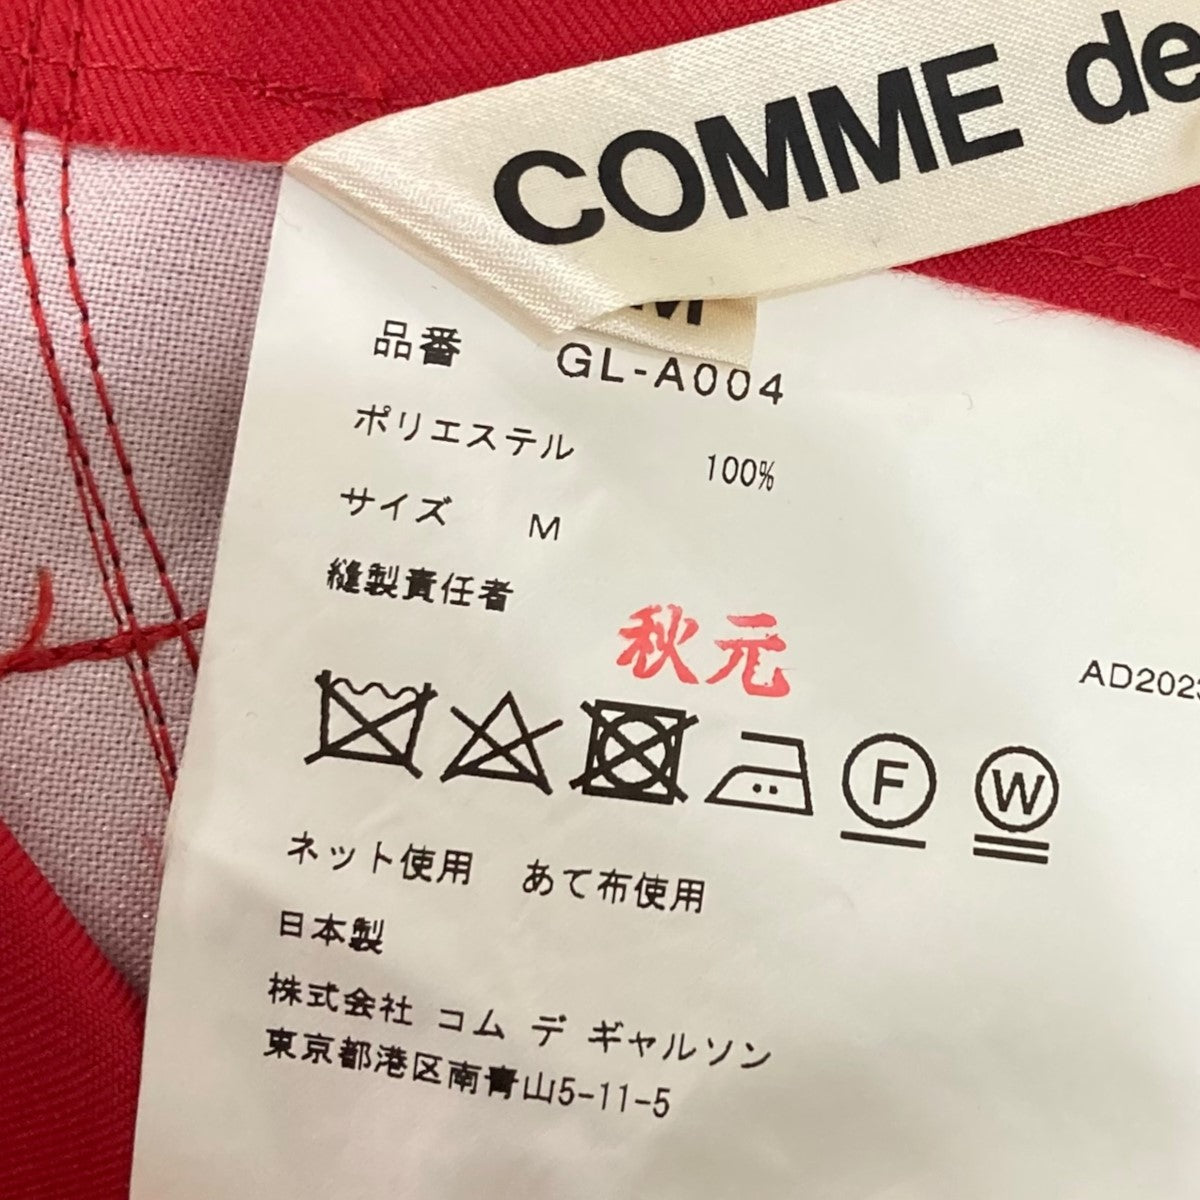 COMME de
M
品番 GL-A004
ポリエステル 100%
サイズ M
縫製責任者
秋元
AD2023
F W
ネット使用 あて布使用
日本製
株式会社 コム デ ギャルソン
東京都港区南青山5-11-5